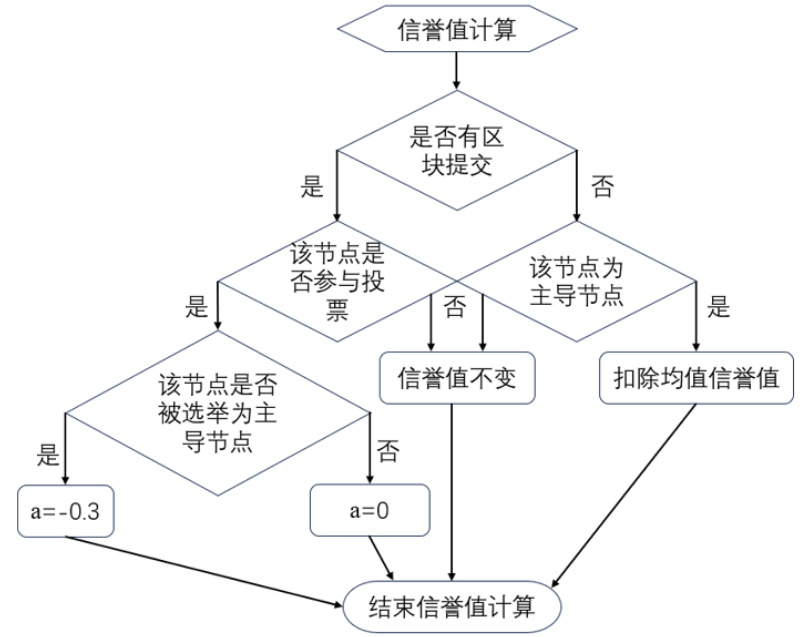 信誉值计算
是否有区
块提交
是
否
该节点是
否参与投
票
该节点为
主导节点
是
否
是
该节点是否
被选举为主
导节点
信誉值不变
扣除均值信誉值
是
否
a=-0.3
a=0
结束信誉值计算